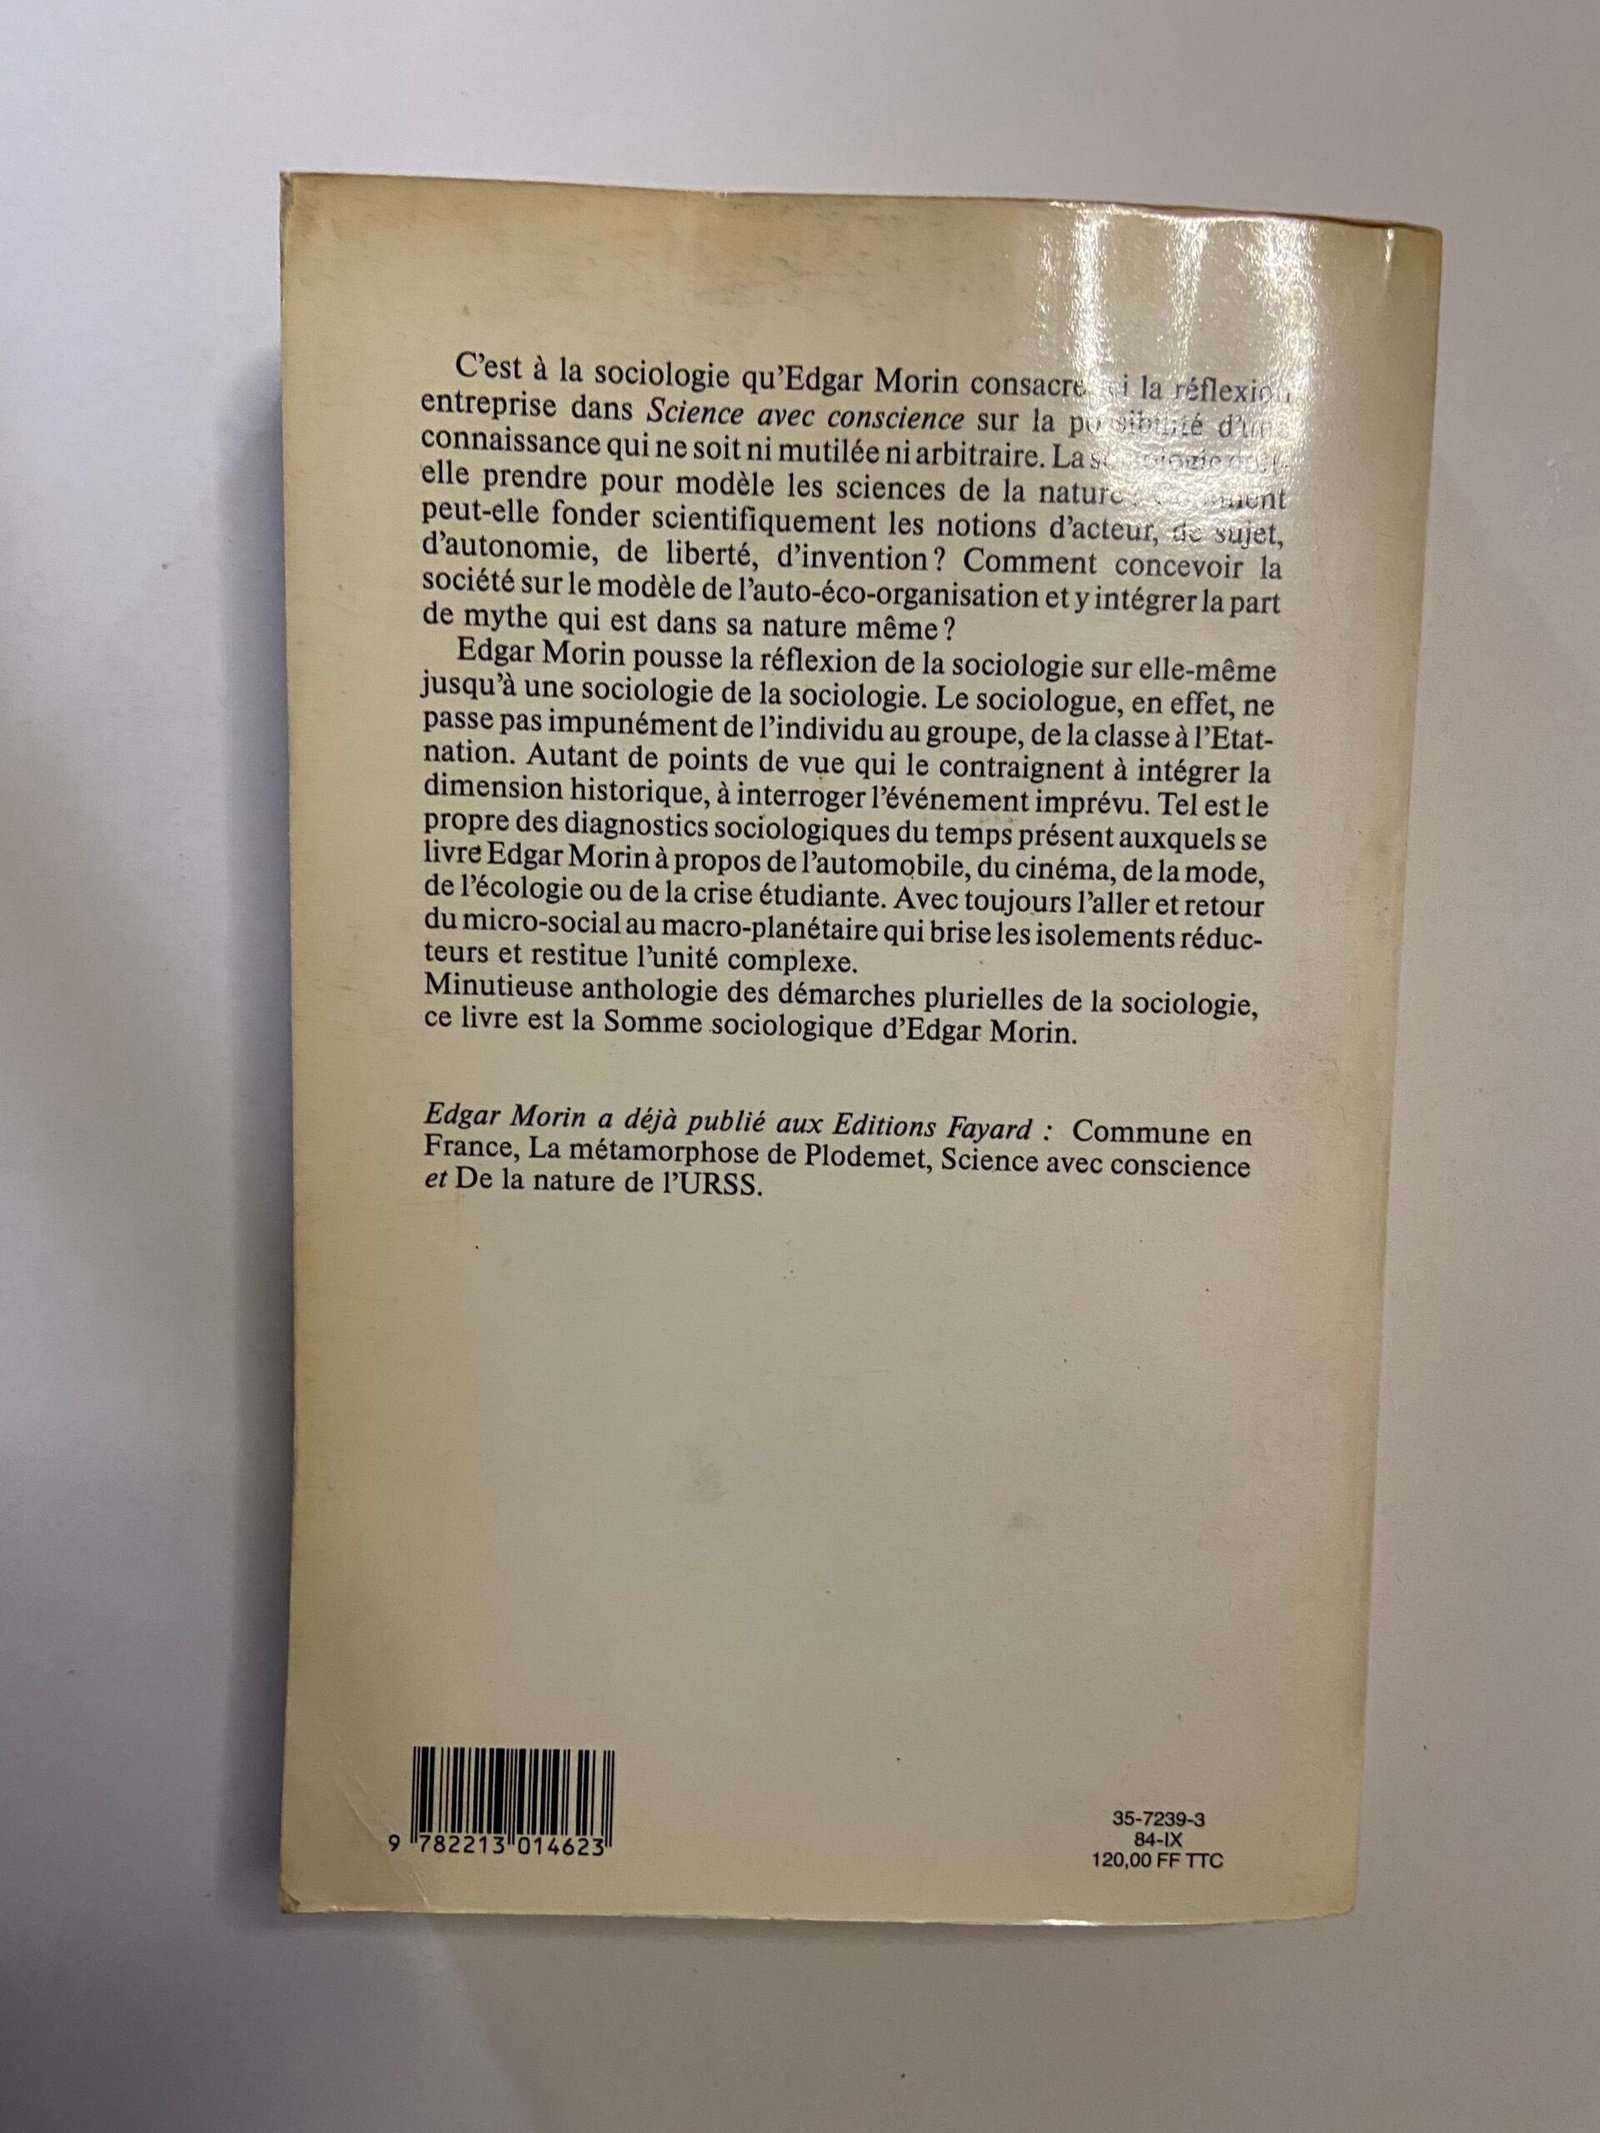 C'est à la sociologie qu'Edgar Morin consacre ici la réflexion
entreprise dans Science avec conscience sur la possibilité d'une
connaissance qui ne soit ni mutilée ni arbitraire. La sociologie
elle prendre pour modèle les sciences de la nature
peut-elle fonder scientifiquement les notions d'acteur, de sujet,
d'autonomie, de liberté, d'invention ? Comment concevoir la
société sur le modèle de l'auto-éco-organisation et y intégrer la part
de mythe qui est dans sa nature même ?
Edgar Morin pousse la réflexion de la sociologie sur elle-même
jusqu'à une sociologie de la sociologie. Le sociologue, en effet, ne
passe pas impunément de l'individu au groupe, de la classe à l'Etat-
nation. Autant de points de vue qui le contraignent à intégrer la
dimension historique, à interroger l'événement imprévu. Tel est le
propre des diagnostics sociologiques du temps présent auxquels se
livre Edgar Morin à propos de l'automobile, du cinéma, de la mode,
de l'écologie ou de la crise étudiante. Avec toujours l'aller et retour
du micro-social au macro-planétaire qui brise les isolements réduc-
teurs et restitue l'unité complexe.
Minutieuse anthologie des démarches plurielles de la sociologie,
ce livre est la Somme sociologique d'Edgar Morin.
Edgar Morin a déjà publié aux Editions Fayard : Commune en
France, La métamorphose de Plodemet, Science avec conscience
et De la nature de l'URSS.
9 782213 014623
35-7239-3
84-IX
120,00 FF TTC